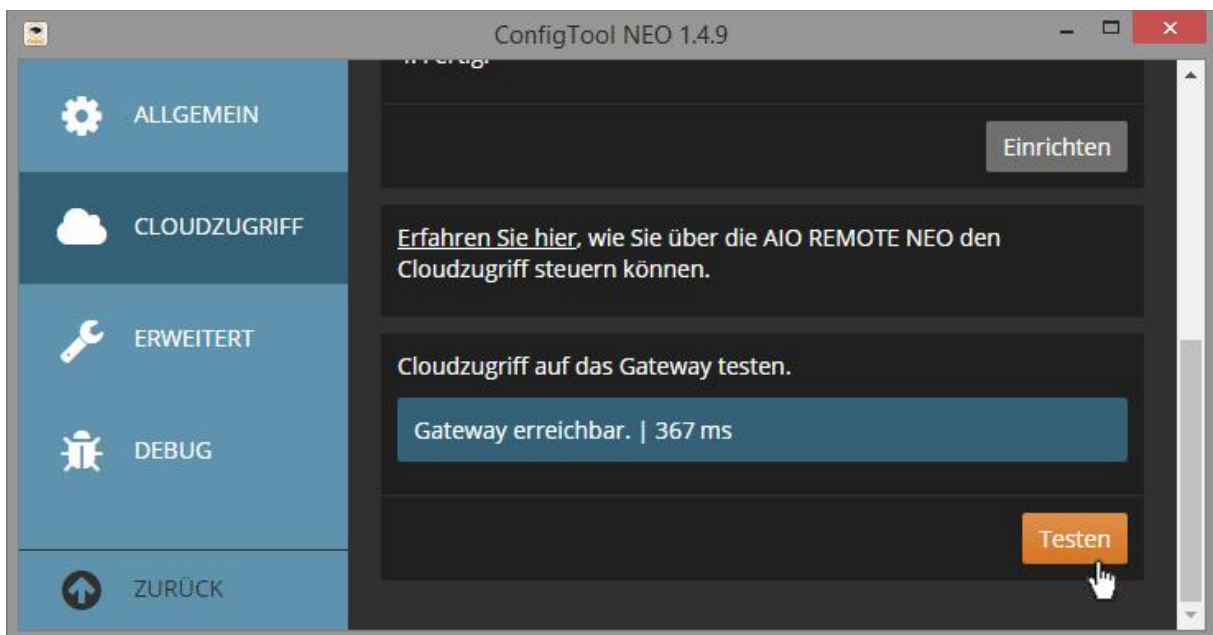 ConfigTool NEO 1.4.9
ALLGEMEIN
CLOUDZUGRIFF
ERWEITERT
DEBUG
ZURÜCK
Einrichten
Erfahren Sie hier, wie Sie über die AIO REMOTE NEO den
Cloudzugriff steuern können.
Cloudzugriff auf das Gateway testen.
Gateway erreichbar. | 367 ms
Testen